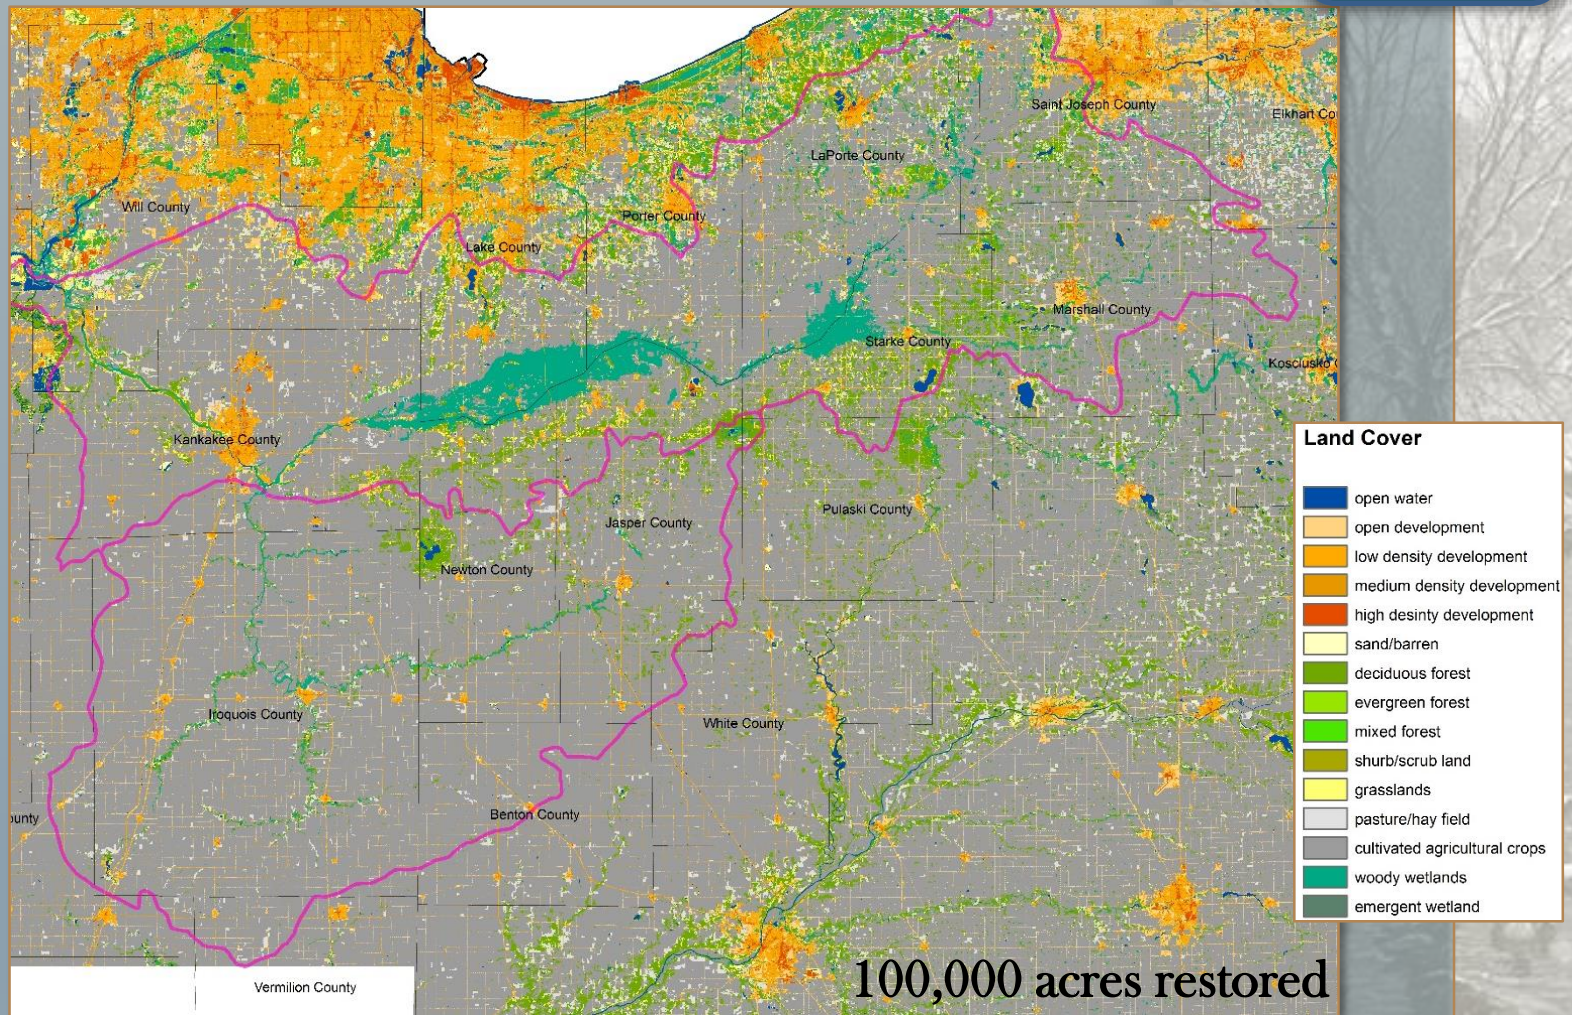 Saint Joseph County
Elkhart Co
LaPorte County
Will County
Porter County
Lake County
Marshall County
Starke County
Kosciusko
Kankakee County
Pulaski County
Jasper County
Newton County
Iroquois County
White County
Benton County
ounty
Vermilion County
100,000 acres restored
Land Cover
open water
open development
low density development
medium density development
high desinty development
sand/barren
deciduous forest
evergreen forest
mixed forest
shurb/scrub land
grasslands
pasture/hay field
cultivated agricultural crops
woody wetlands
emergent wetland